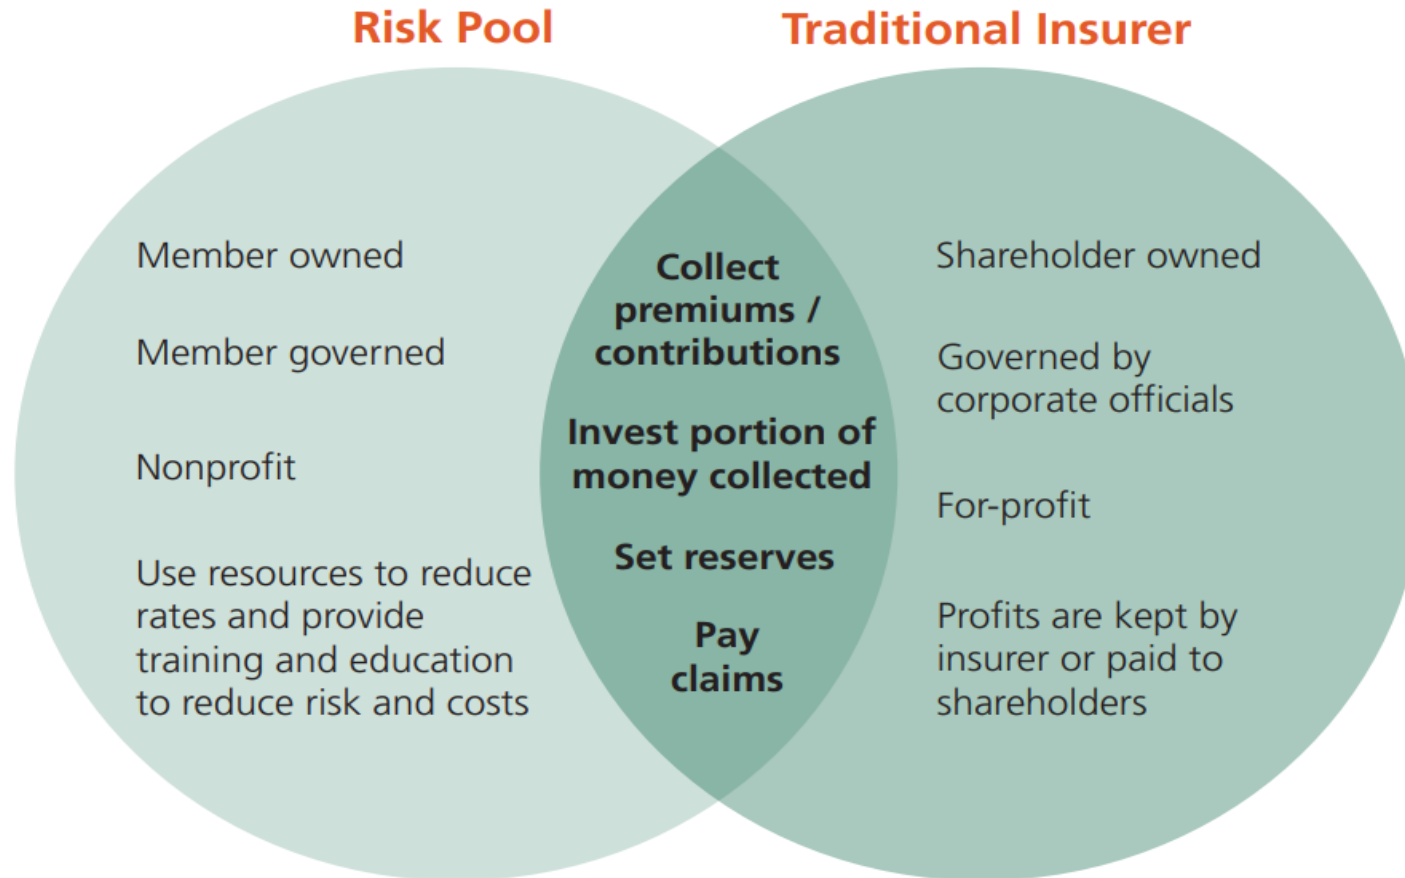 Risk Pool
Traditional Insurer
Member owned
Member governed
Nonprofit
Use resources to reduce
rates and provide
training and education
to reduce risk and costs
Collect
premiums /
contributions
Invest portion of
money collected
Set reserves
Pay
claims
Shareholder owned
Governed by
corporate officials
For-profit
Profits are kept by
insurer or paid to
shareholders